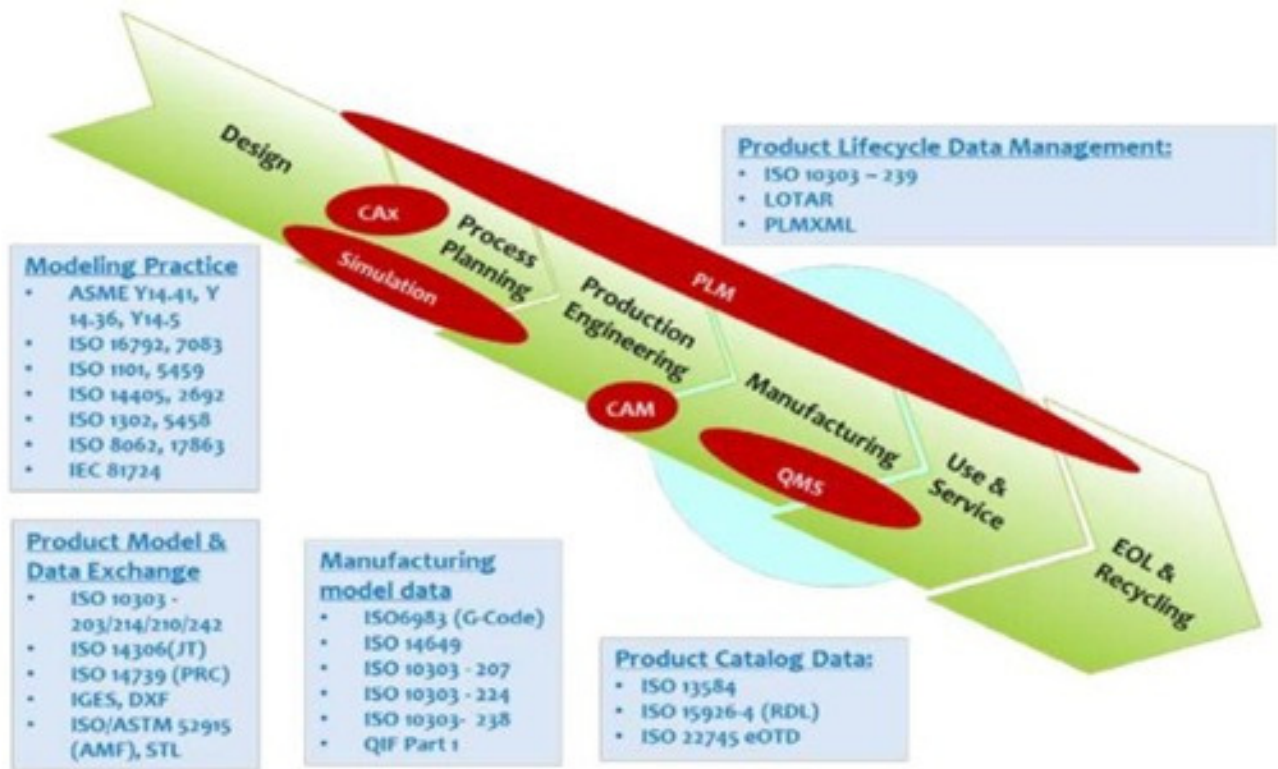 Design
CAx
Simulation
Process
Planning
Production
Engineering
PLM
CAM
Manufacturing
QMS
Use &
Service
EOL &
Recycling
Product Lifecycle Data Management:
• ISO 10303 – 239
• LOTAR
• PLMXML
Modeling Practice
• ASME Y14.41, Y
14.36, Y14.5
• ISO 16792, 7083
• ISO 1101, 5459
• ISO 14405, 2692
• ISO 1302, 5458
• ISO 8062, 17863
• IEC 81724
Product Model &
Data Exchange
• ISO 10303 -
203/214/210/242
• ISO 14306(JT)
• ISO 14739 (PRC)
• IGES, DXF
• ISO/ASTM 52915
(AMF), STL
Manufacturing
model data
• ISO6983 (G-Code)
• ISO 14649
• ISO 10303 - 207
• ISO 10303 - 224
• ISO 10303- 238
• QIF Part 1
Product Catalog Data:
• ISO 13584
• ISO 15926-4 (RDL)
• ISO 22745 eOTD